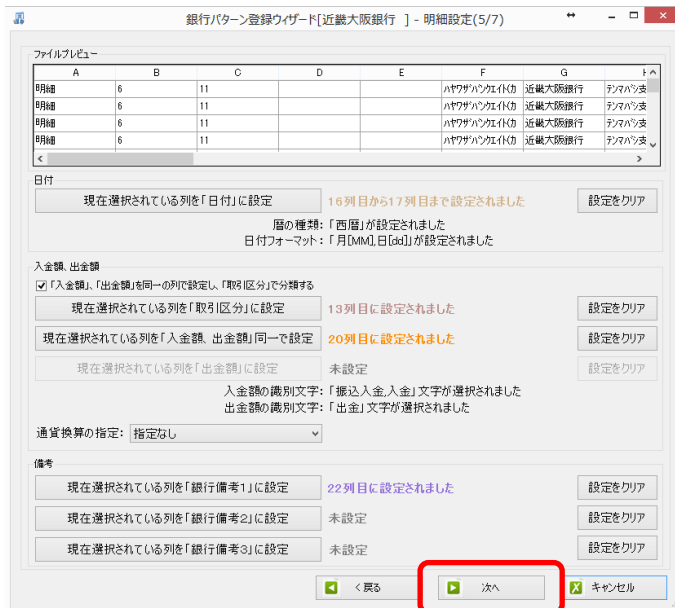 銀行パターン登録ウィザード[近畿大阪銀行 ] - 明細設定(5/7)
ファイルプレビュー
A B C D E F G
明細 6 11 ハヤワザハンウエイト(カ 近畿大阪銀行 テンマバシ支
明細 6 11 ハヤワザハンウエイト(カ 近畿大阪銀行 テンマバシ支
明細 6 11 ハヤワザハンウエイト(カ 近畿大阪銀行 テンマバシ支
明細 6 11 ハヤワザハンウエイト(カ 近畿大阪銀行 テンマバシ支
日付
現在選択されている列を「日付」に設定 16列目から17列目まで設定されました 設定をクリア
暦の種類:「西暦」が設定されました
日付フォーマット:「月[MM],日[dd]」が設定されました
入金額、出金額
「入金額」、「出金額」を同一の列で設定し、「取引区分」で分類する
現在選択されている列を「取引区分」に設定 13列目に設定されました 設定をクリア
現在選択されている列を「入金額、出金額」同一で設定 20列目に設定されました 設定をクリア
現在選択されている列を「出金額」に設定 未設定 設定をクリア
入金額の識別文字:「振込入金,入金」文字が選択されました
出金額の識別文字:「出金」文字が選択されました
通貨換算の指定: 指定なし
備考
現在選択されている列を「銀行備考1」に設定 22列目に設定されました 設定をクリア
現在選択されている列を「銀行備考2」に設定 未設定 設定をクリア
現在選択されている列を「銀行備考3」に設定 未設定 設定をクリア
< 戻る 次へ キャンセル